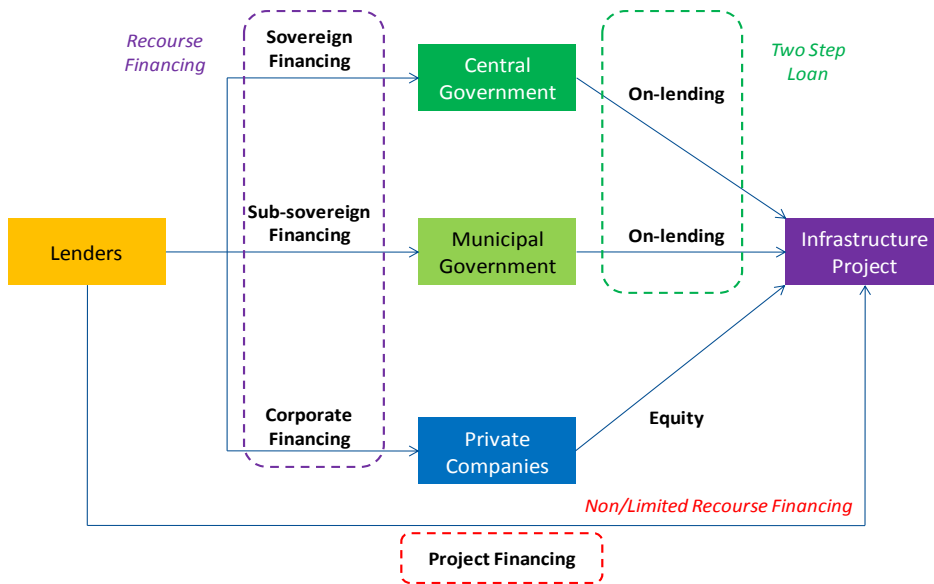 Recourse
Financing
Sovereign
Financing
Central
Government
On-lending
Two Step
Loan
Lenders
Sub-sovereign
Financing
Municipal
Government
On-lending
Infrastructure
Project
Corporate
Financing
Private
Companies
Equity
Non/Limited Recourse Financing
Project Financing